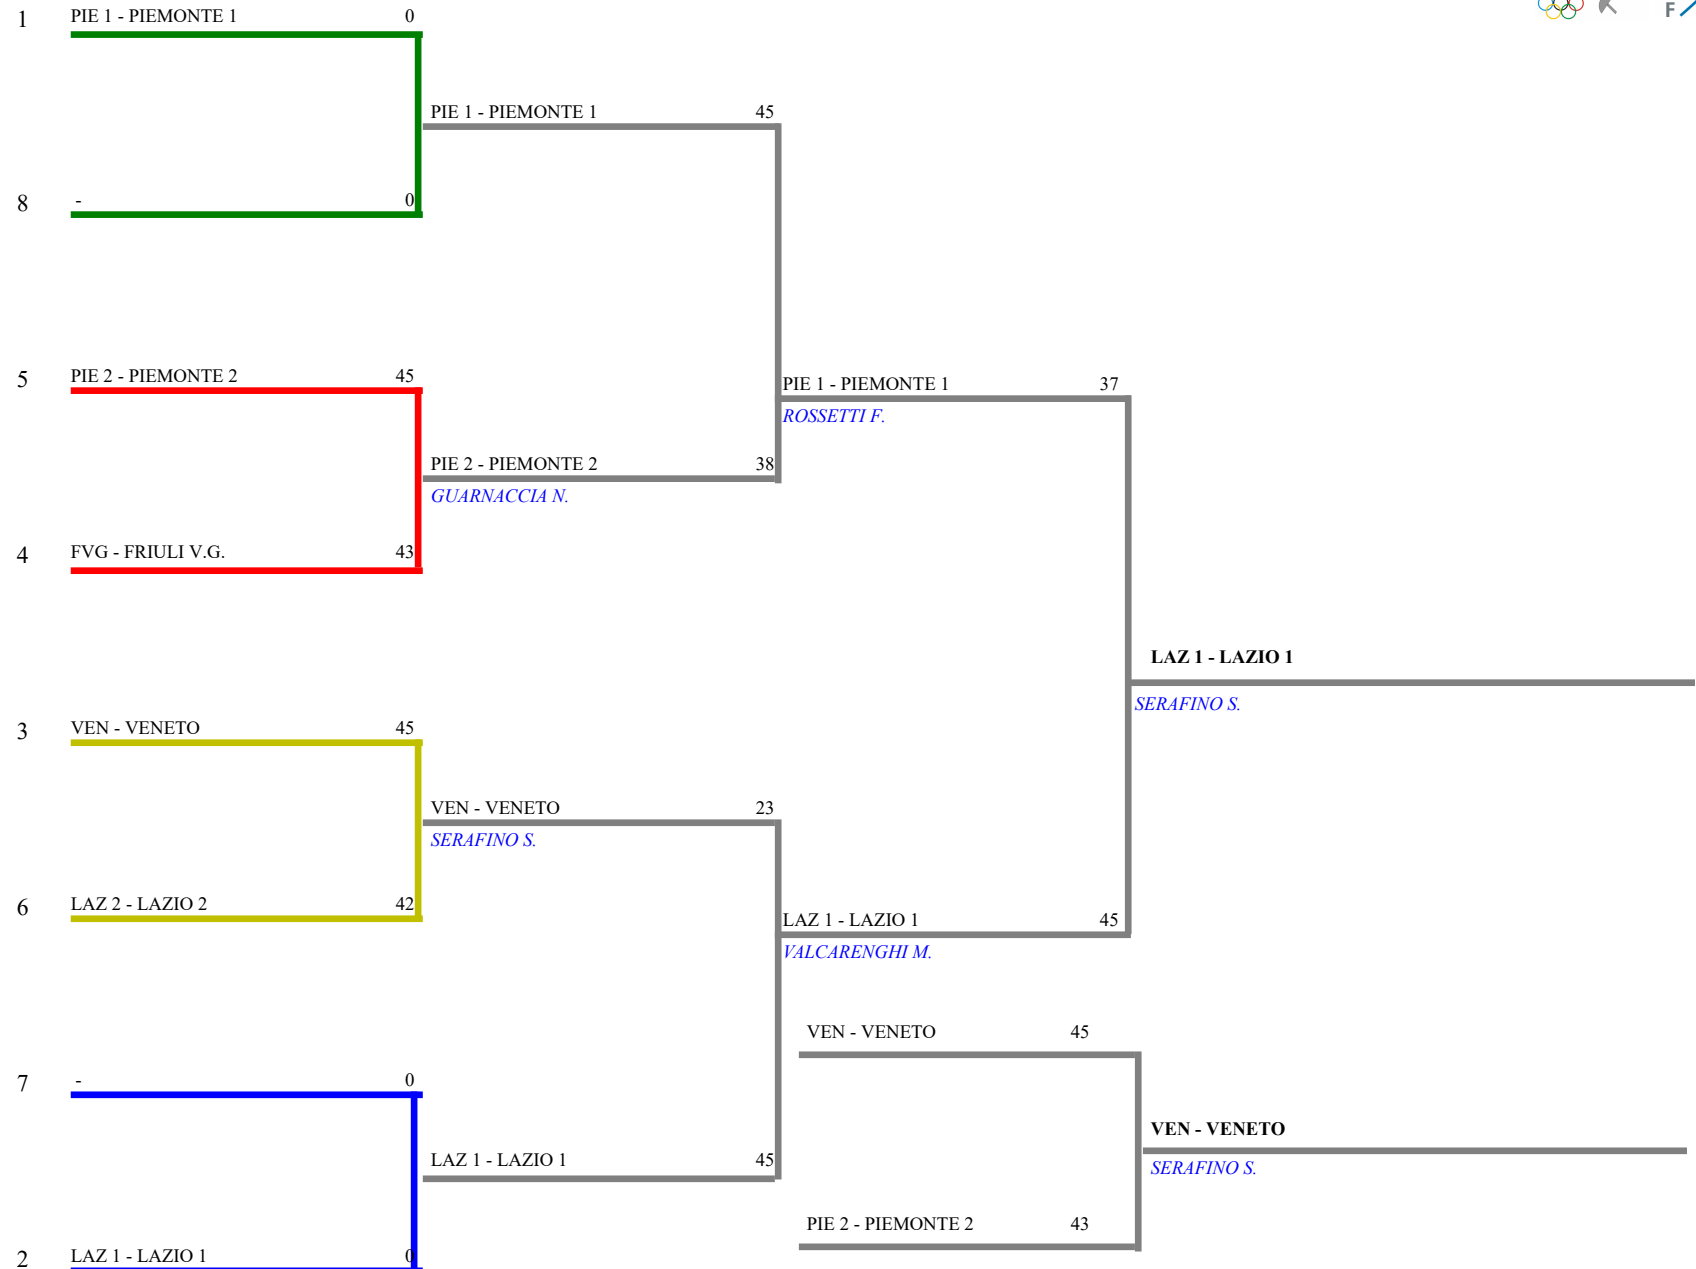 F
1 PIE 1 - PIEMONTE 1 0
PIE 1 - PIEMONTE 1 45
8 - 0
5 PIE 2 - PIEMONTE 2 45
PIE 1 - PIEMONTE 1 37
ROSSETTI F.
PIE 2 - PIEMONTE 2 38
GUARNACCIA N.
4 FVG - FRIULI V.G. 43
LAZ 1 - LAZIO 1
SERAFINO S.
3 VEN - VENETO 45
VEN - VENETO 23
SERAFINO S.
6 LAZ 2 - LAZIO 2 42
LAZ 1 - LAZIO 1 45
VALCARENGHI M.
VEN - VENETO 45
7 - 0
VEN - VENETO
LAZ 1 - LAZIO 1 45
SERAFINO S.
PIE 2 - PIEMONTE 2 43
2 LAZ 1 - LAZIO 1 0